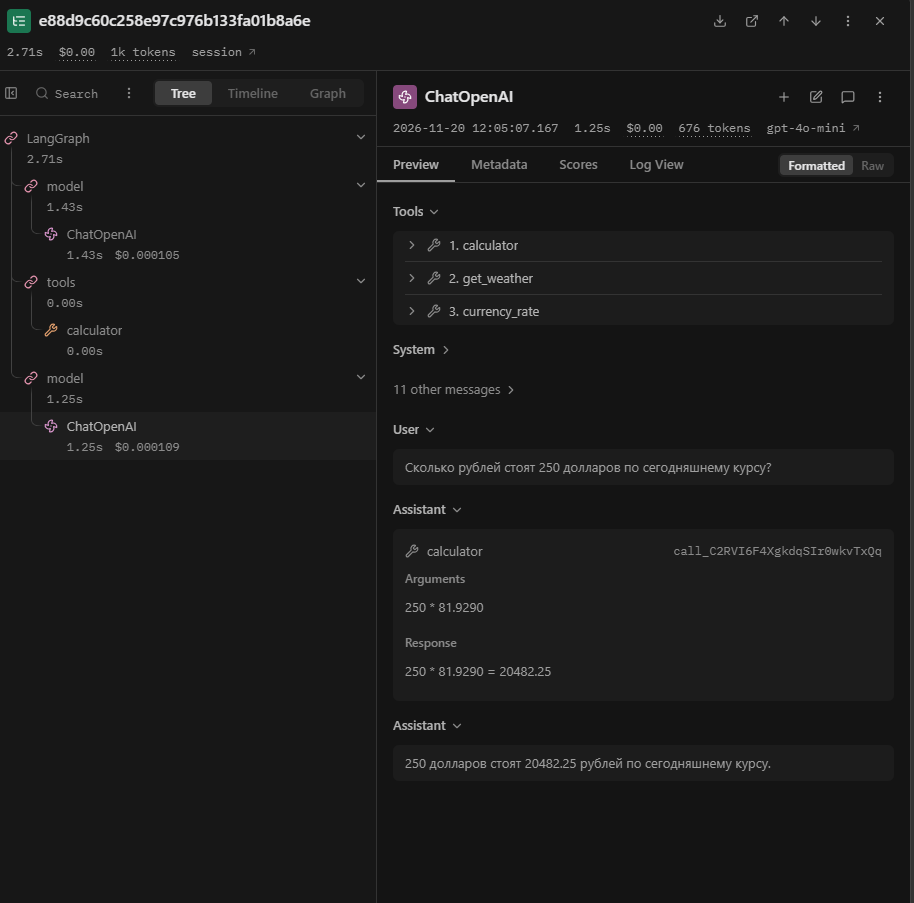 e88d9c60c258e97c976b133fa01b8a6e
2.71s $0.00 1k tokens session
Search Tree Timeline Graph
LangGraph
2.71s
model
1.43s
ChatOpenAI
1.43s $0.000105
tools
0.00s
calculator
0.00s
model
1.25s
ChatOpenAI
1.25s $0.000109
ChatOpenAI
2026-11-20 12:05:07.167 1.25s $0.00 676 tokens gpt-4o-mini
Preview Metadata Scores Log View Formatted Raw
Tools
1. calculator
2. get_weather
3. currency_rate
System
11 other messages
User
Сколько рублей стоят 250 долларов по сегодняшнему курсу?
Assistant
calculator call_C2RVI6F4XgkdqSIr0wkvTxQq
Arguments
250 * 81.9290
Response
250 * 81.9290 = 20482.25
Assistant
250 долларов стоят 20482.25 рублей по сегодняшнему курсу.